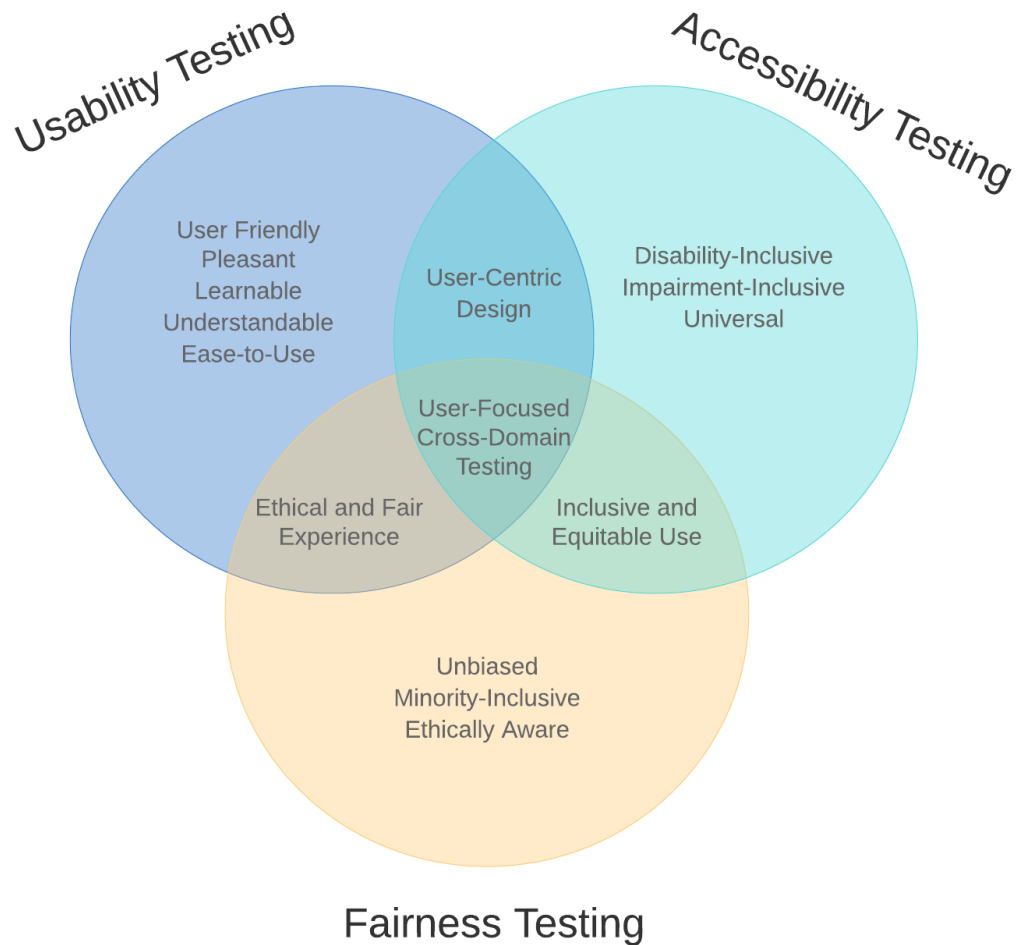 Usability Testing
Accessibility Testing
User Friendly
Pleasant
Learnable
Understandable
Ease-to-Use
User-Centric
Design
Disability-Inclusive
Impairment-Inclusive
Universal
User-Focused
Cross-Domain
Testing
Ethical and Fair
Experience
Inclusive and
Equitable Use
Unbiased
Minority-Inclusive
Ethically Aware
Fairness Testing